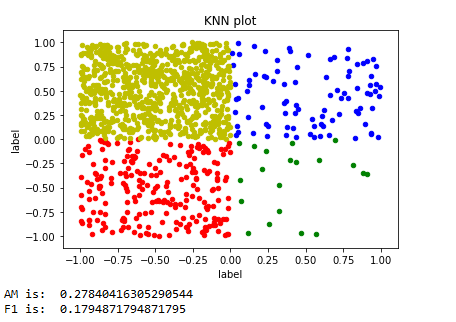 KNN plot
1.00
0.75
0.50
0.25
0.00
−0.25
−0.50
−0.75
−1.00
label
−1.00 −0.75 −0.50 −0.25 0.00 0.25 0.50 0.75 1.00
label
AM is: 0.27840416305290544
F1 is: 0.1794871794871795